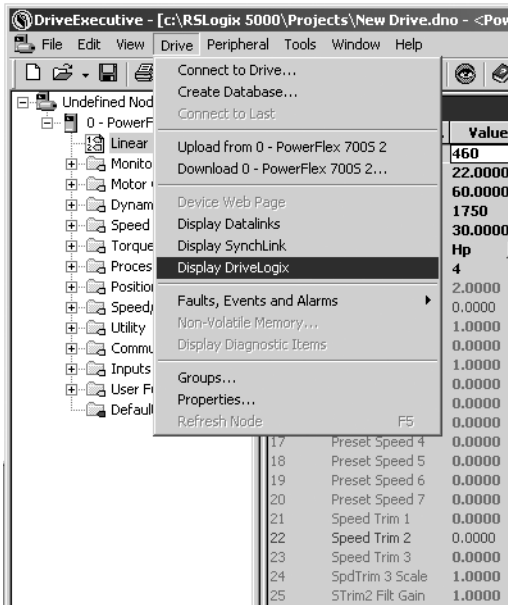 DriveExecutive - [c:\RSLogix 5000\Projects\New Drive.dno - <Pow
File Edit View Drive Peripheral Tools Window Help
Connect to Drive...
Create Database...
Connect to Last
Upload from 0 - PowerFlex 700S 2
Download 0 - PowerFlex 700S 2...
Device Web Page
Display Datalinks
Display SynchLink
Display DriveLogix
Faults, Events and Alarms
Non-Volatile Memory...
Display Diagnostic Items
Groups...
Properties...
Refresh Node F5
Undefined Nod
0 - PowerF
Linear
Monito
Motor
Dynam
Speed
Torque
Proces
Position
Speed/
Utility
Commu
Inputs
User Fu
Default
Value
460
22.0000
60.0000
1750
30.0000
Hp
4
2.0000
0.0000
1.0000
0.0000
1.0000
0.0000
0.0000
0.0000
17 Preset Speed 4 0.0000
18 Preset Speed 5 0.0000
19 Preset Speed 6 0.0000
20 Preset Speed 7 0.0000
21 Speed Trim 1 0.0000
22 Speed Trim 2 0.0000
23 Speed Trim 3 0.0000
24 SpdTrim 3 Scale 1.0000
25 STrim2 Filt Gain 1.0000